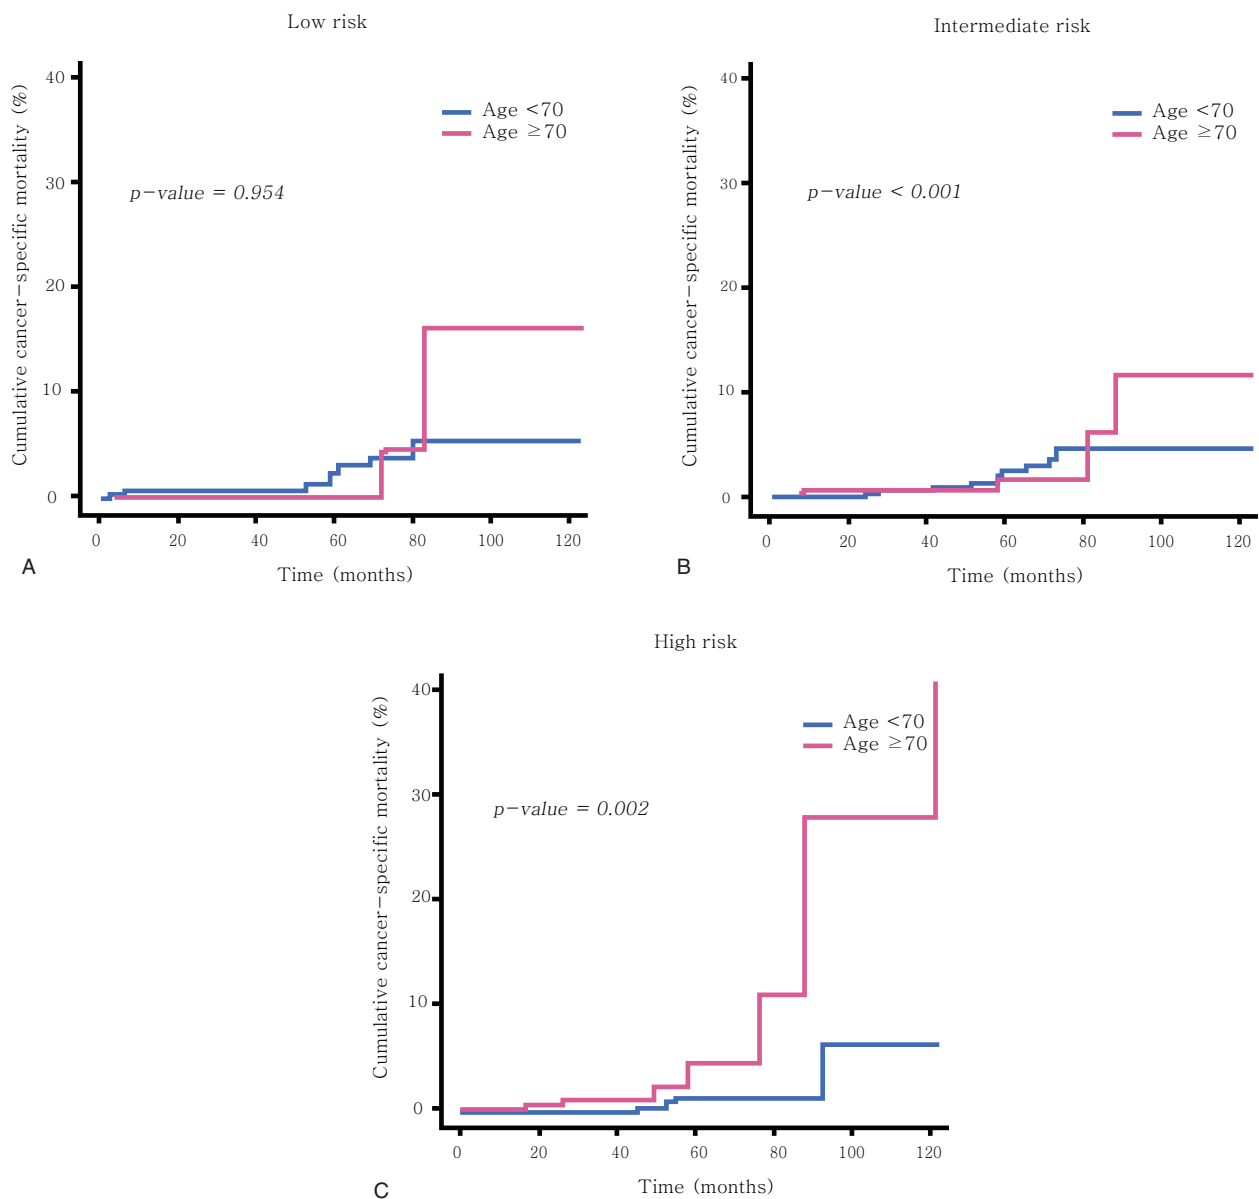 Low risk
Cumulative cancer-specific mortality (%)
40
30
20
10
0
Age <70
Age ≥70
p-value = 0.954
0 20 40 60 80 100 120
Time (months)
A
Intermediate risk
Cumulative cancer-specific mortality (%)
40
30
20
10
0
Age <70
Age ≥70
p-value < 0.001
0 20 40 60 80 100 120
Time (months)
B
High risk
Cumulative cancer-specific mortality (%)
40
30
20
10
0
Age <70
Age ≥70
p-value = 0.002
0 20 40 60 80 100 120
Time (months)
C